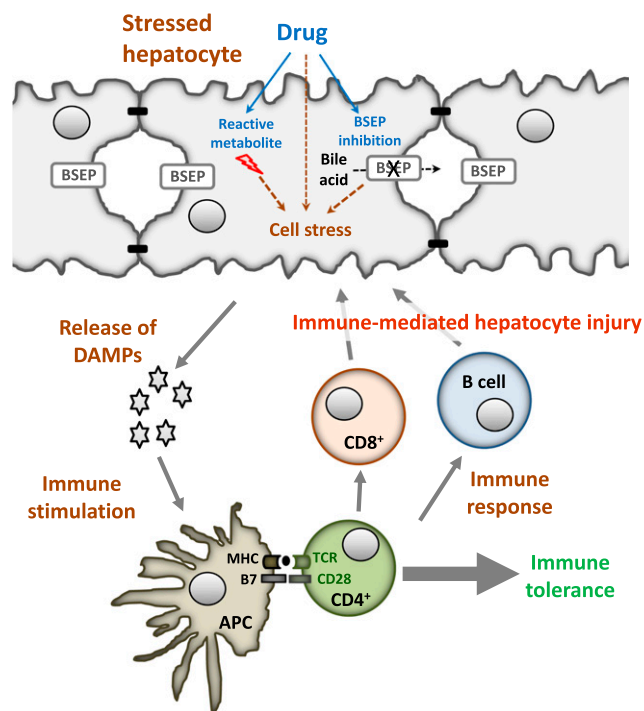 Stressed
hepatocyte
Drug
Reactive
metabolite
BSEP
inhibition
Bile
acid
BSEP
BSEP
BSEP
BSEP
Cell stress
Release of
DAMPs
Immune-mediated hepatocyte injury
B cell
CD8+
Immune
stimulation
Immune
response
MHC
TCR
B7
CD28
CD4+
APC
Immune
tolerance